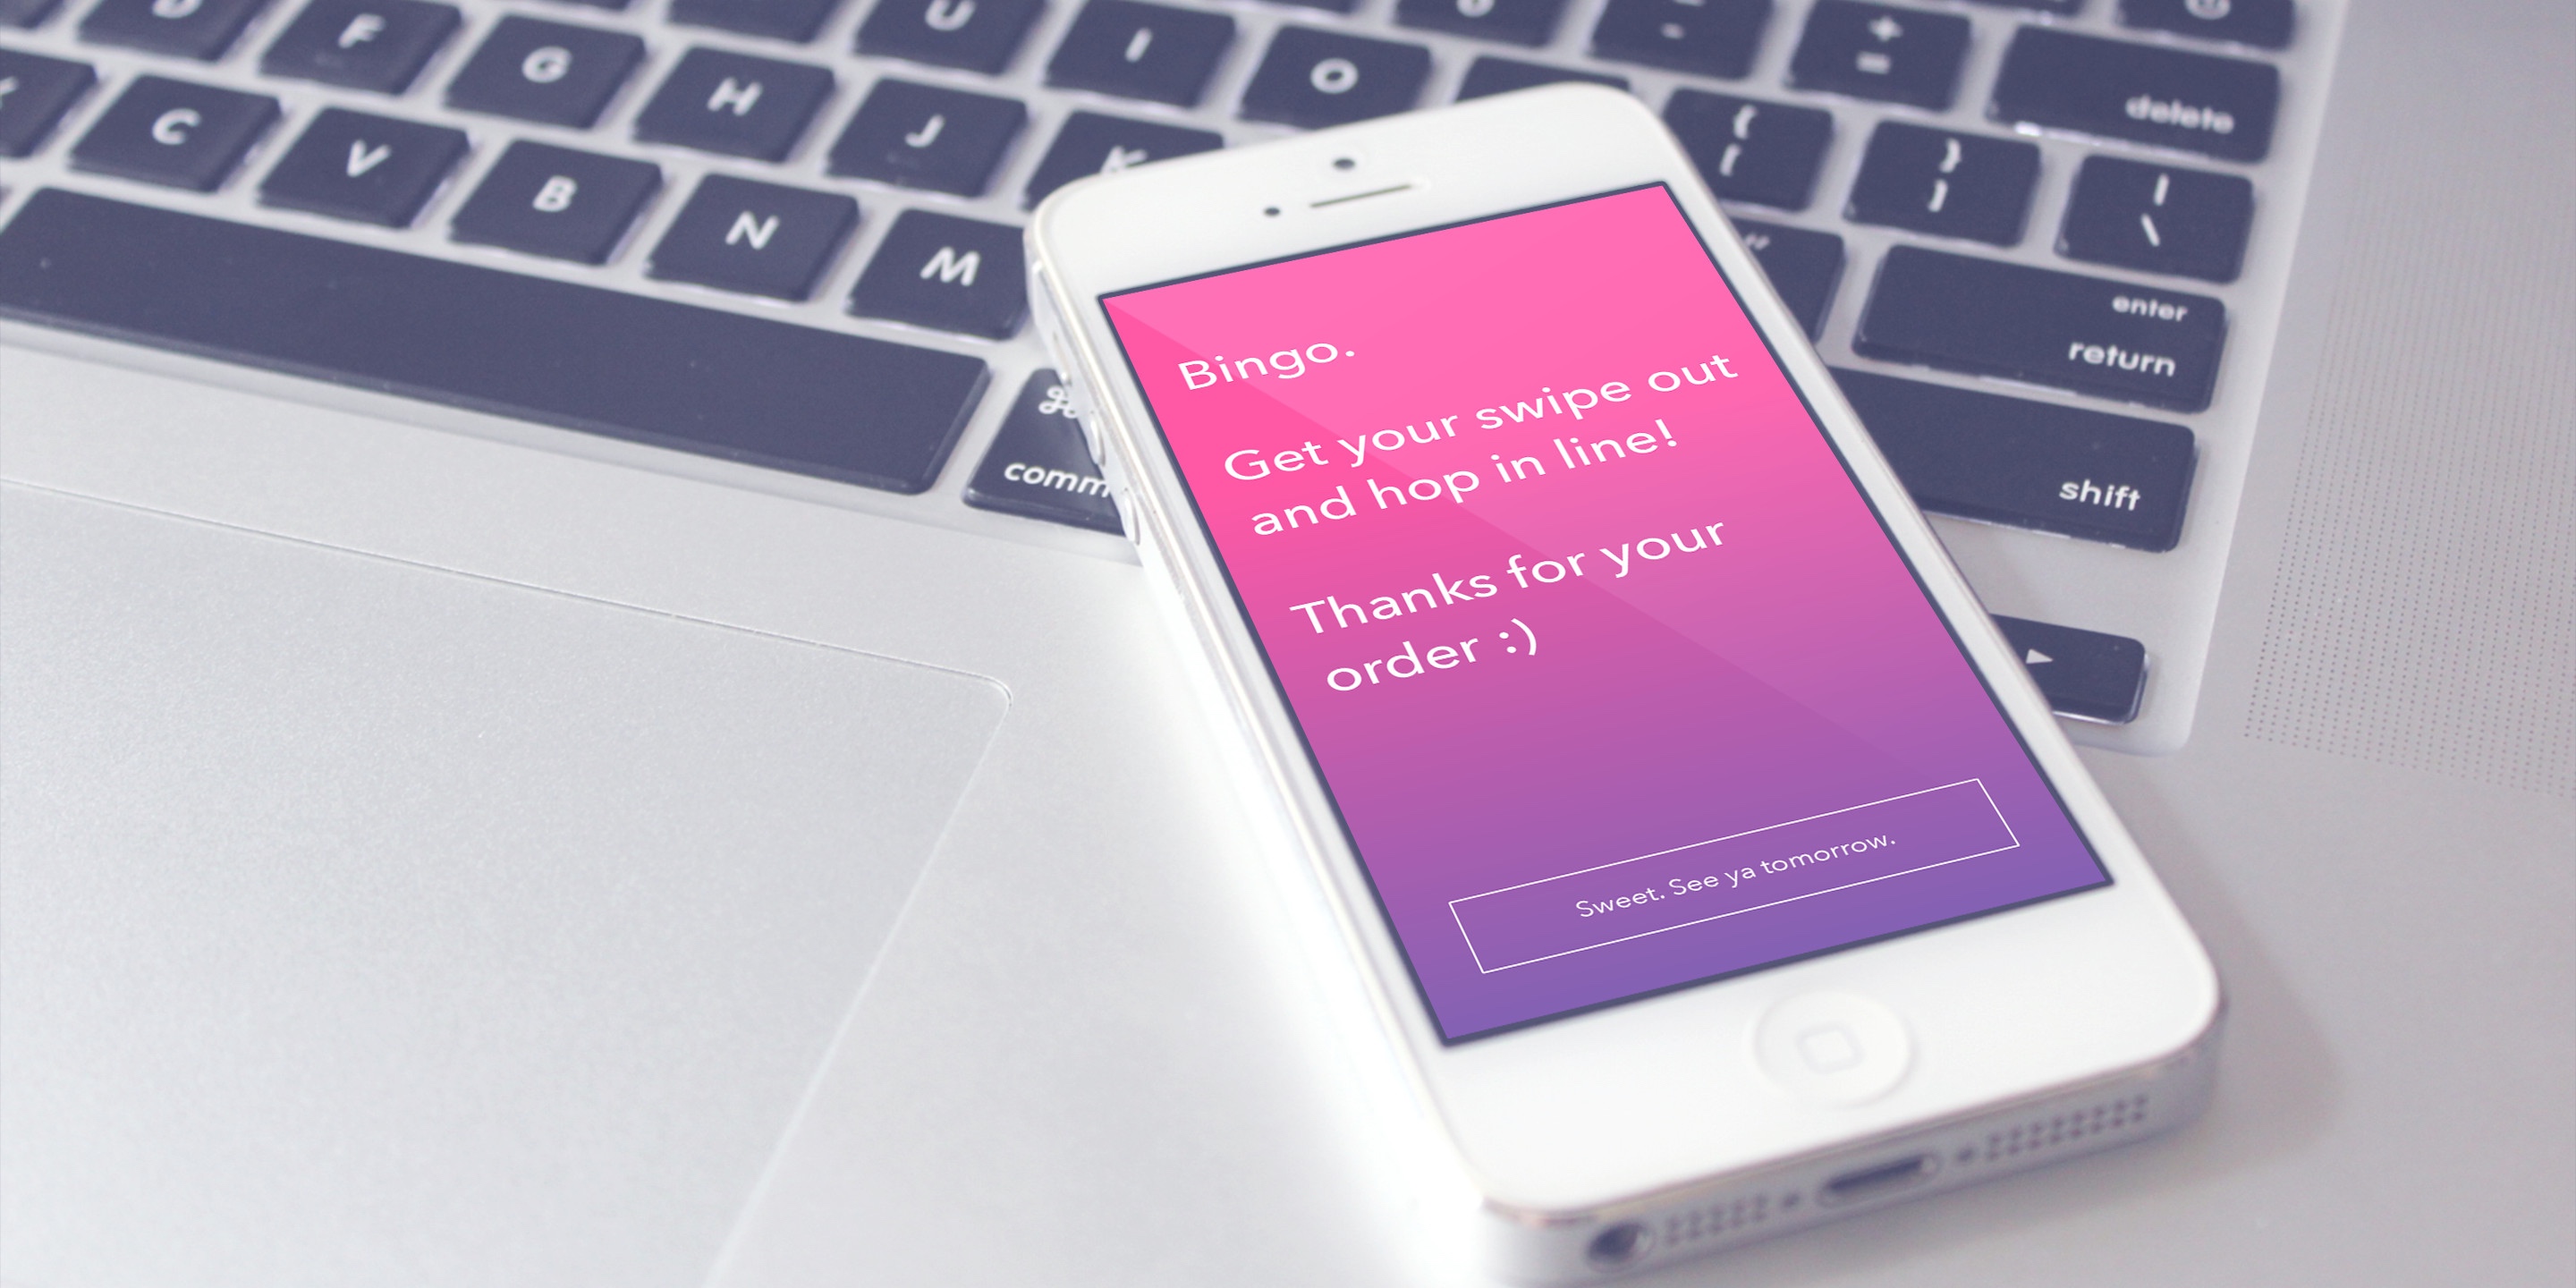 D
F
G
H
U
I
O
J
K
C
V
B
N
M
+
=
{
[
}
]
|
\
delete
enter
return
shift
comm
Bingo.
Get your swipe out
and hop in line!
Thanks for your
order :)
Sweet. See ya tomorrow.